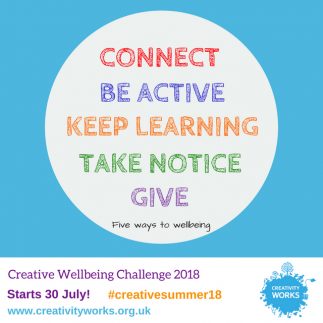 CONNECT
BE ACTIVE
KEEP LEARNING
TAKE NOTICE
GIVE
Five ways to wellbeing
Creative Wellbeing Challenge 2018
Starts 30 July! #creativesummer18
www.creativityworks.org.uk
CREATIVITY
WORKS